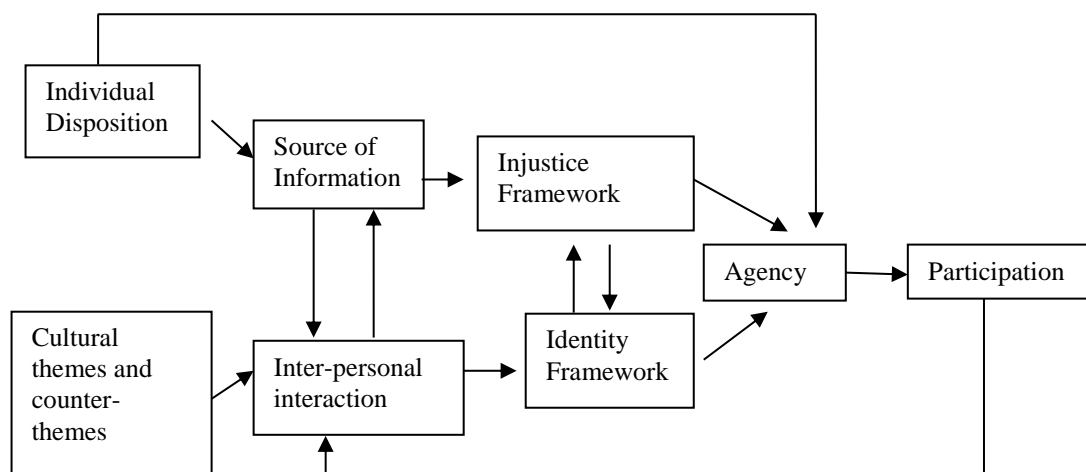 Individual
Disposition
Source of
Information
Injustice
Framework
Agency
Participation
Cultural
themes and
counter-
themes
Inter-personal
interaction
Identity
Framework